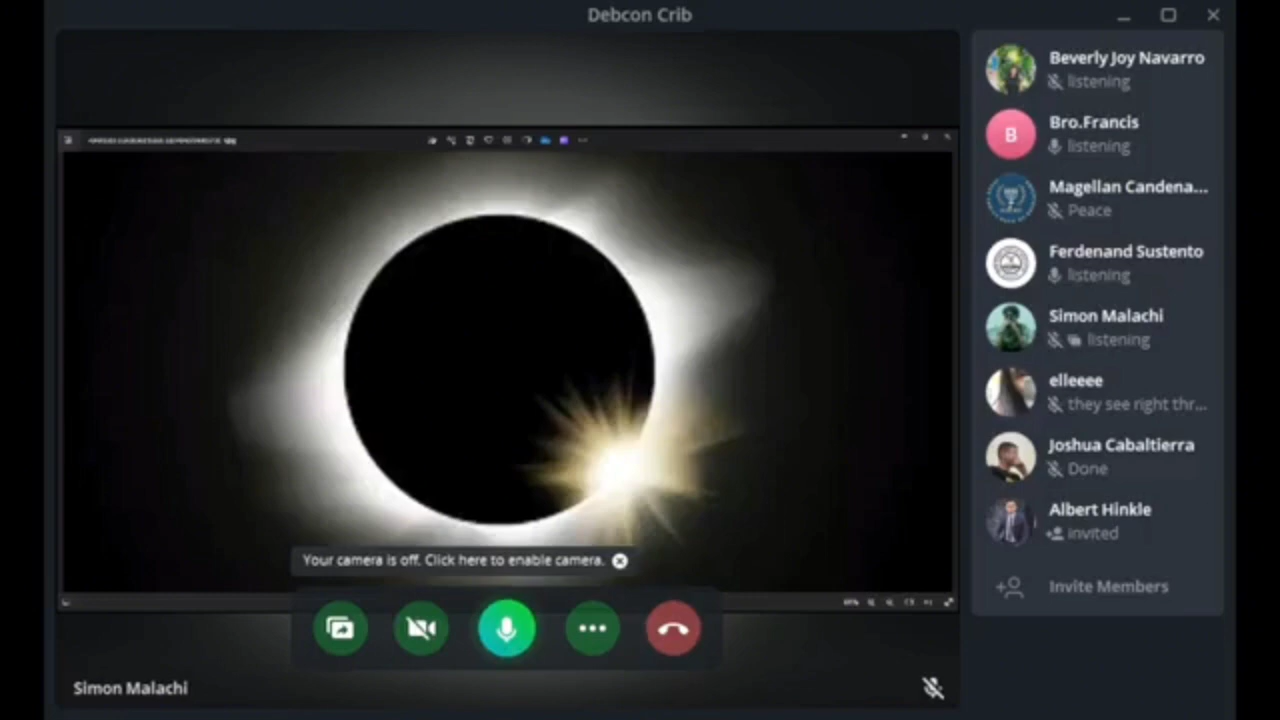 Debcon Crib
Beverly Joy Navarro
listening
B
Bro.Francis
listening
Magellan Candena...
Peace
Ferdenand Sustento
listening
Simon Malachi
listening
elleeee
they see right thr...
Joshua Cabaltierra
Done
Albert Hinkle
invited
Invite Members
Your camera is off. Click here to enable camera.
Simon Malachi